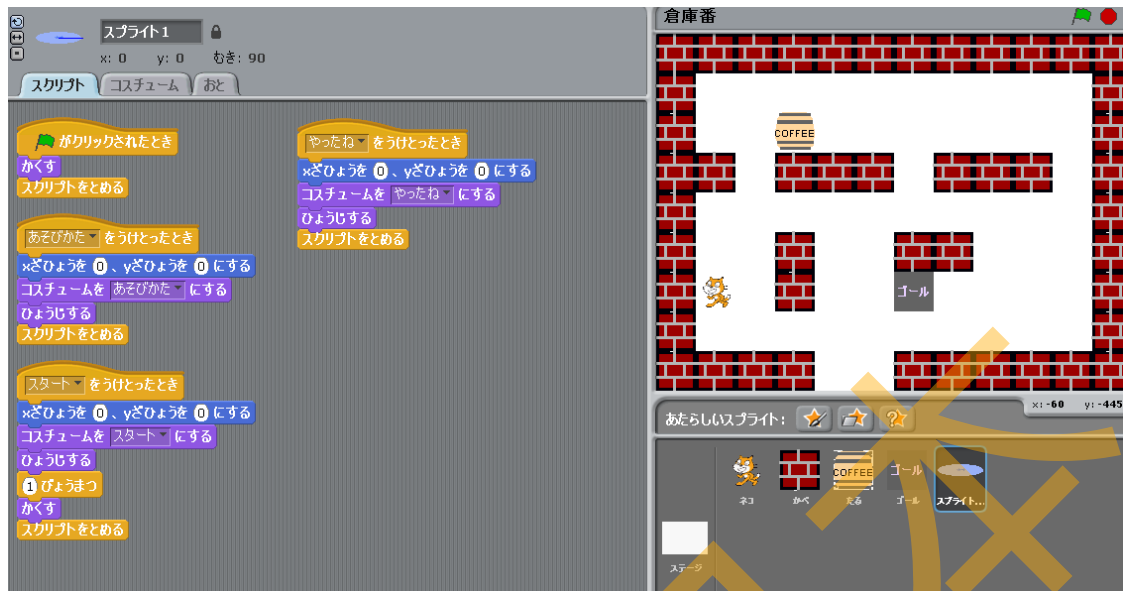 スプライト1
x: 0 y: 0 むき: 90
スクリプト
コスチューム
おと
がクリックされたとき
かくす
スクリプトをとめる
あそびかた をうけとったとき
xざひょうを 0 、yざひょうを 0 にする
コスチュームを あそびかた にする
ひょうじする
スクリプトをとめる
スタート をうけとったとき
xざひょうを 0 、yざひょうを 0 にする
コスチュームを スタート にする
ひょうじする
1 びょうまつ
かくす
スクリプトをとめる
やったね をうけとったとき
xざひょうを 0 、yざひょうを 0 にする
コスチュームを やったね にする
ひょうじする
スクリプトをとめる
倉庫番
COFFEE
ゴール
x: -60 y: -445
あたらしいスプライト:
COFFEE
ゴール
ネコ
かべ
たる
ゴール
スプライト...
ステージ